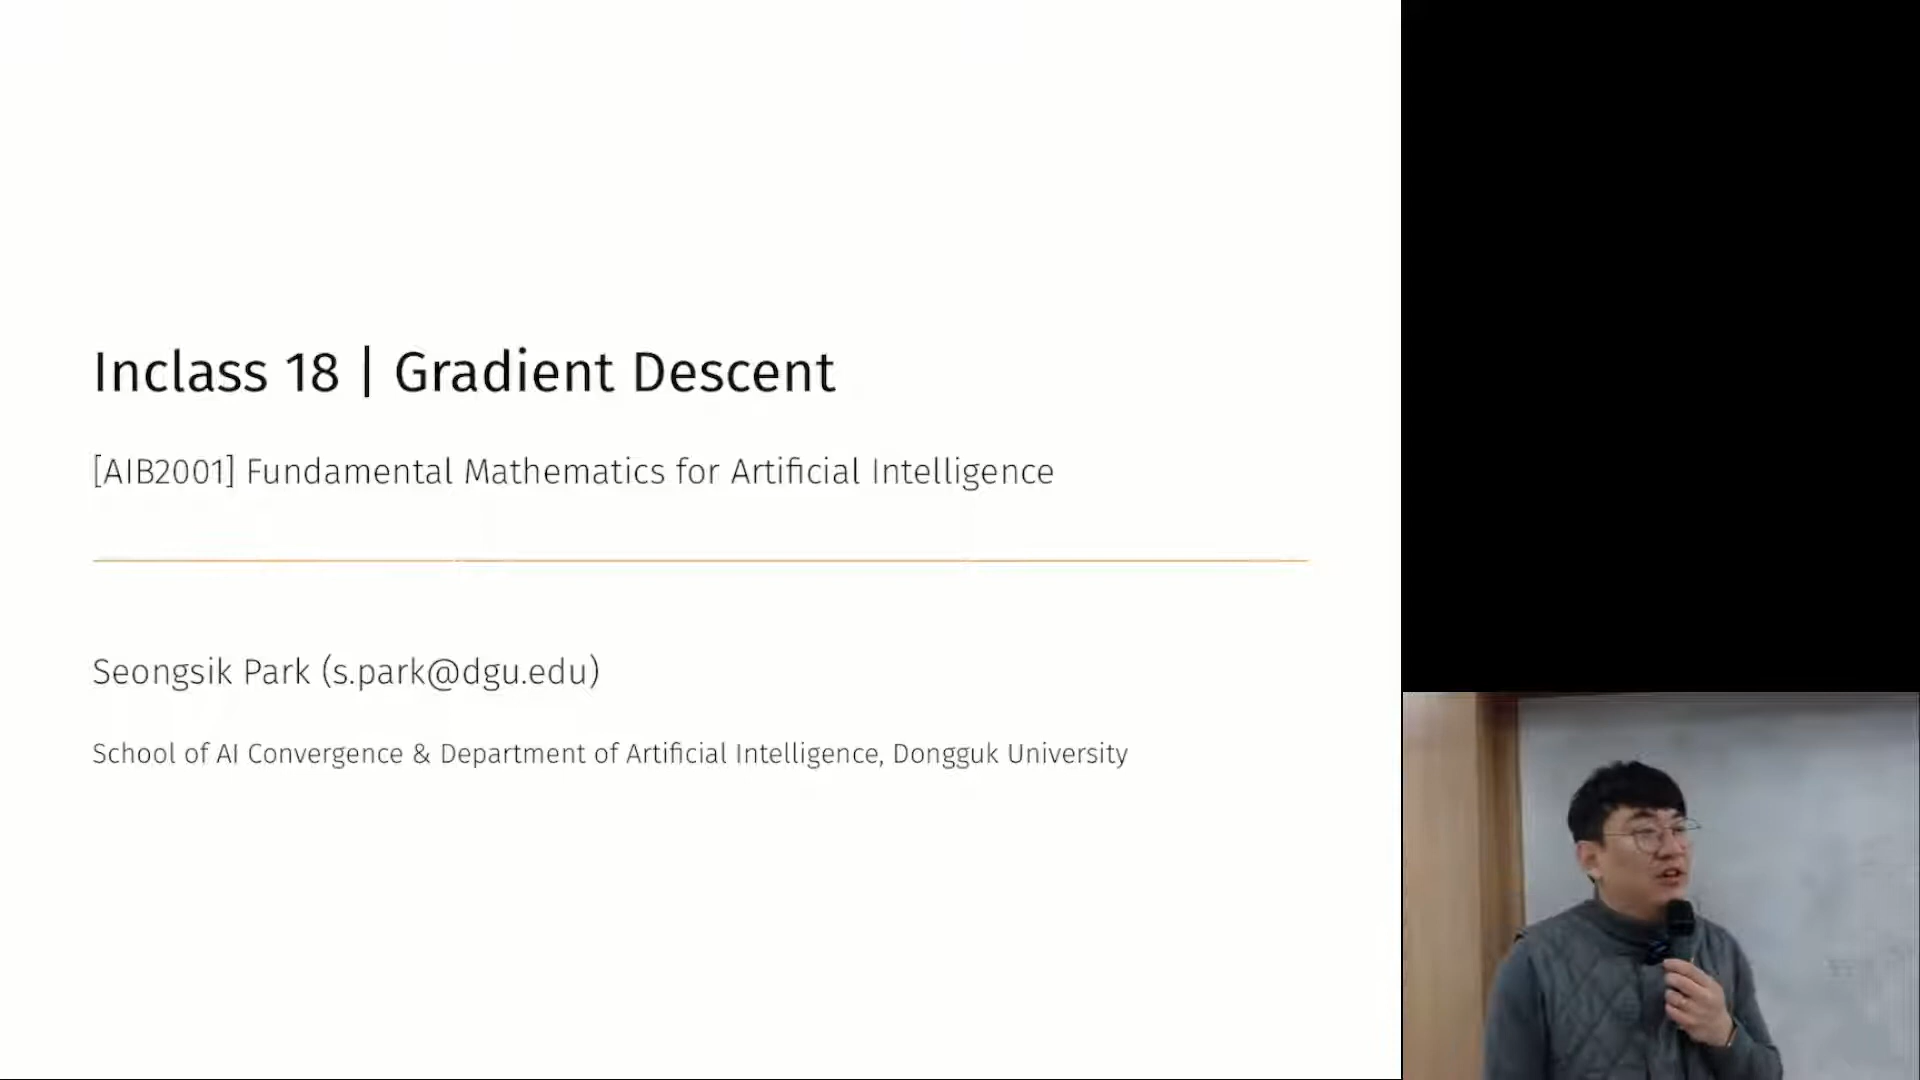 Inclass 18 | Gradient Descent
[AIB2001] Fundamental Mathematics for Artificial Intelligence
Seongsik Park (s.park@dgu.edu)
School of AI Convergence & Department of Artificial Intelligence, Dongguk University